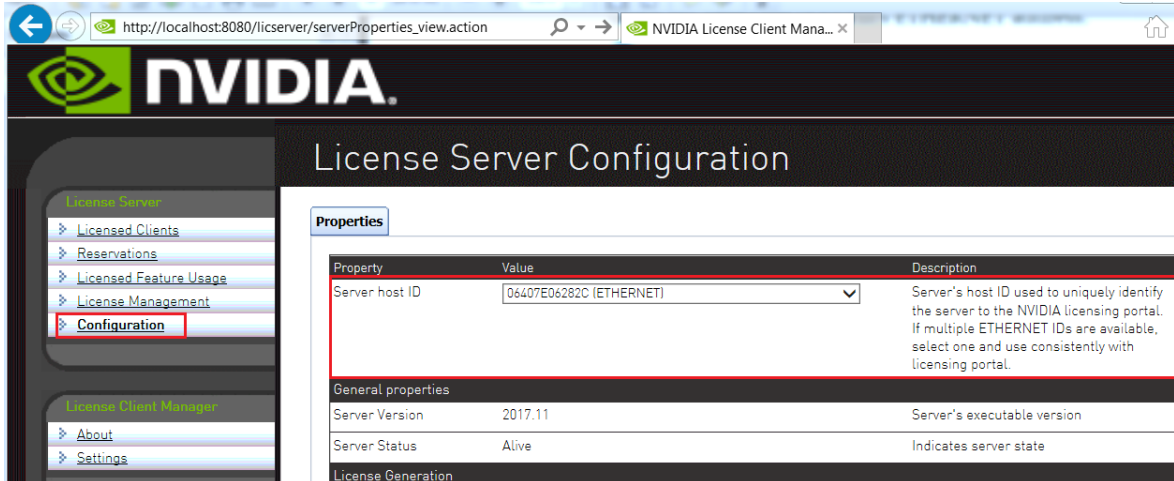 http://localhost:8080/licserver/serverProperties_view.action
NVIDIA License Client Mana...
NVIDIA.
License Server Configuration
License Server
Licensed Clients
Reservations
Licensed Feature Usage
License Management
Configuration
License Client Manager
About
Settings
Properties
Property Value Description
Server host ID 06407E06282C (ETHERNET) Server's host ID used to uniquely identify
the server to the NVIDIA licensing portal.
If multiple ETHERNET IDs are available,
select one and use consistently with
licensing portal.
General properties
Server Version 2017.11 Server's executable version
Server Status Alive Indicates server state
License Generation